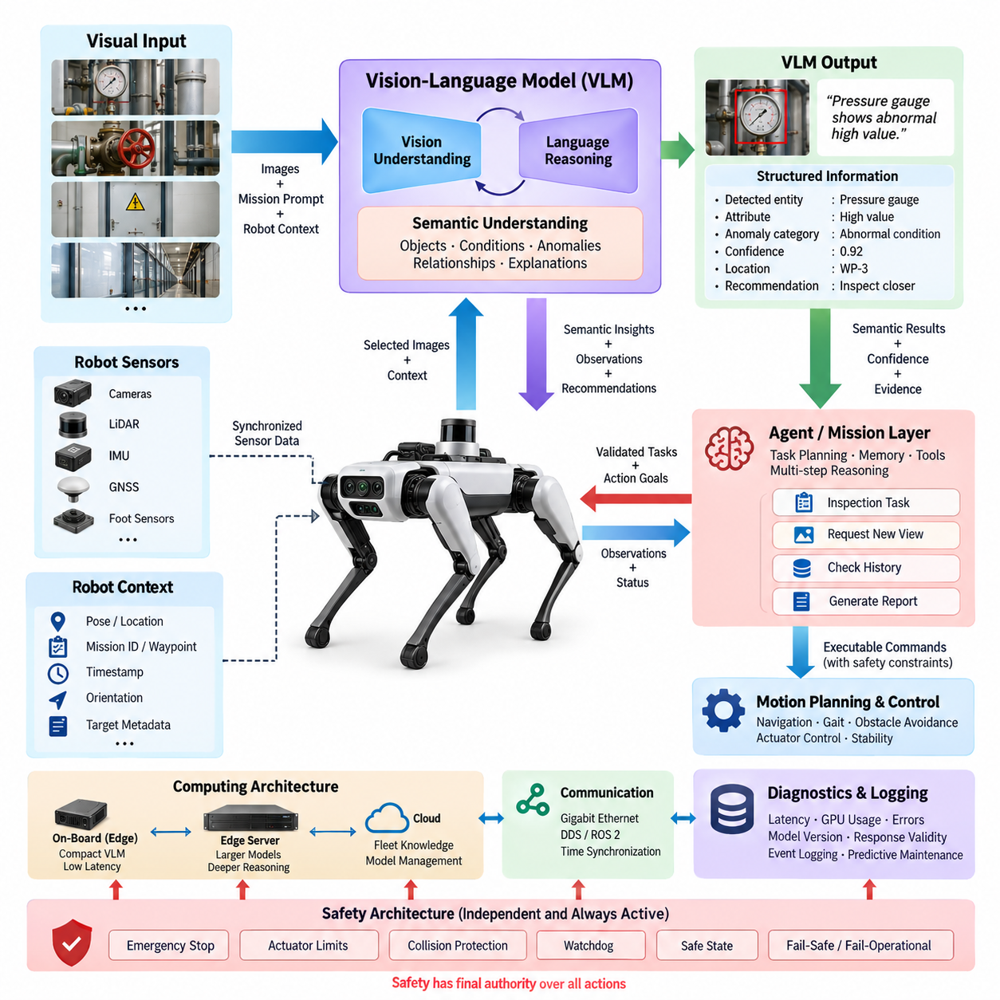 Visual Input
Images
+
Mission Prompt
+
Robot Context
Vision-Language Model (VLM)
Vision
Understanding
Language
Reasoning
Semantic Understanding
Objects · Conditions · Anomalies
Relationships · Explanations
VLM Output
“Pressure gauge
shows abnormal
high value.”
Structured Information
• Detected entity : Pressure gauge
• Attribute : High value
• Anomaly category : Abnormal condition
• Confidence : 0.92
• Location : WP-3
• Recommendation : Inspect closer
Selected Images
+
Context
Semantic Insights
+
Observations
+
Recommendations
Semantic Results
+
Confidence
+
Evidence
Robot Sensors
Cameras
LiDAR
IMU
GNSS
Foot Sensors
Synchronized
Sensor Data
Validated Tasks
+
Action Goals
Observations
+
Status
Agent / Mission Layer
Task Planning · Memory · Tools
Multi-step Reasoning
Inspection Task
Request New View
Check History
Generate Report
Robot Context
Pose / Location
Mission ID / Waypoint
Timestamp
Orientation
Target Metadata
Executable Commands
(with safety constraints)
Motion Planning & Control
Navigation · Gait · Obstacle Avoidance
Actuator Control · Stability
Computing Architecture
On-Board (Edge)
Compact VLM
Low Latency
Edge Server
Larger Models
Deeper Reasoning
Cloud
Fleet Knowledge
Model Management
Communication
Gigabit Ethernet
DDS / ROS 2
Time Synchronization
Diagnostics & Logging
Latency · GPU Usage · Errors
Model Version · Response Validity
Event Logging · Predictive Maintenance
Safety Architecture (Independent and Always Active)
Emergency Stop
Actuator Limits
Collision Protection
Watchdog
Safe State
Fail-Safe / Fail-Operational
Safety has final authority over all actions